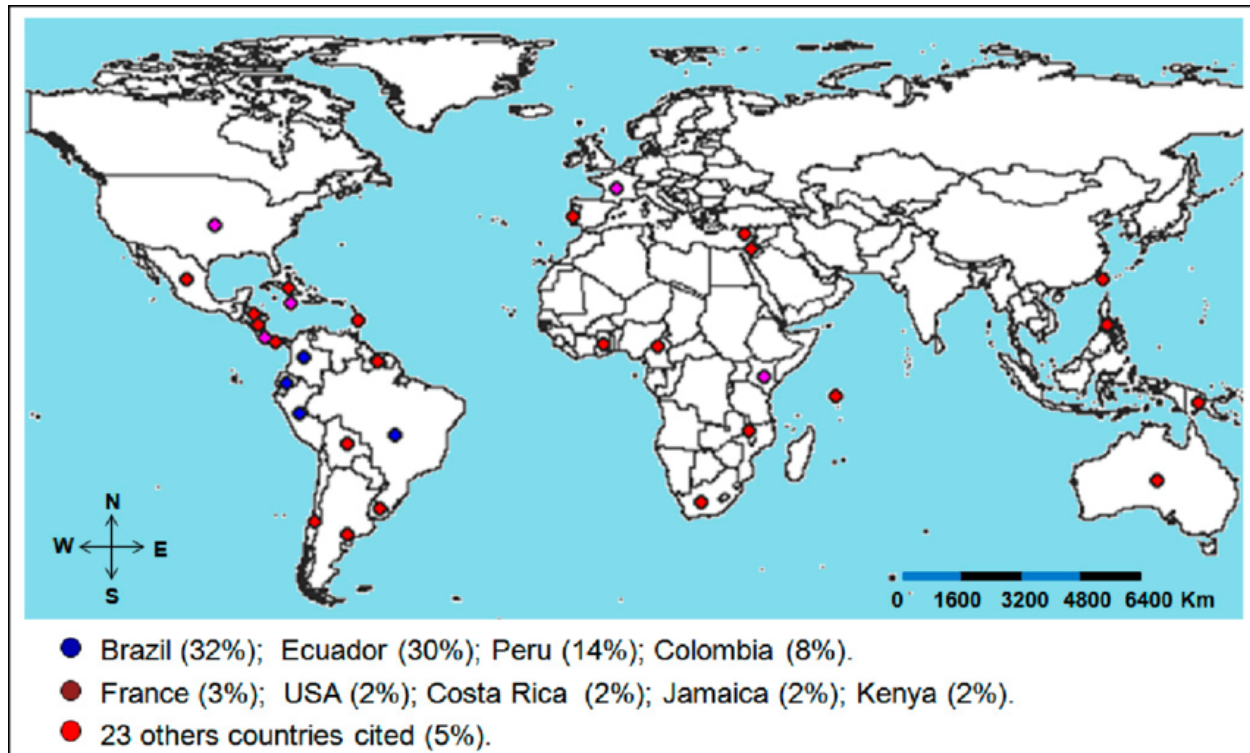 N
W E
S
0 1600 3200 4800 6400 Km
Brazil (32%); Ecuador (30%); Peru (14%); Colombia (8%).
France (3%); USA (2%); Costa Rica (2%); Jamaica (2%); Kenya (2%).
23 others countries cited (5%).